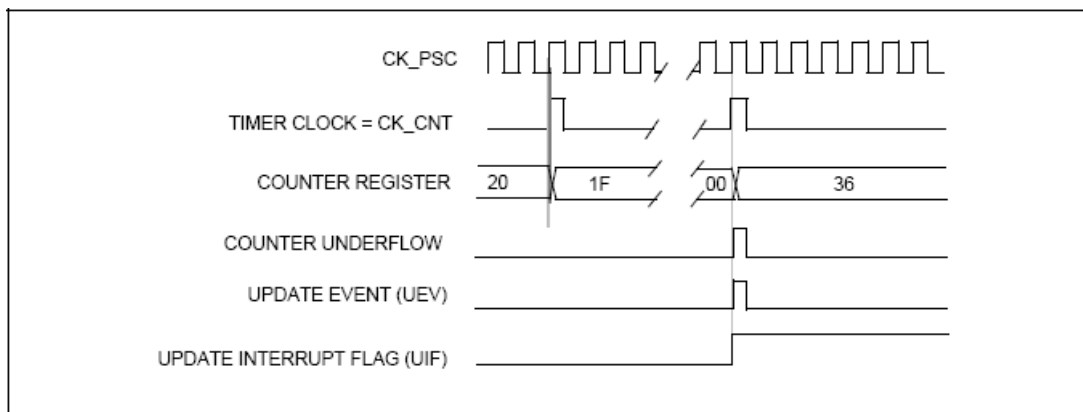 CK_PSC
TIMER CLOCK = CK_CNT
COUNTER REGISTER 20 1F 00 36
COUNTER UNDERFLOW
UPDATE EVENT (UEV)
UPDATE INTERRUPT FLAG (UIF)